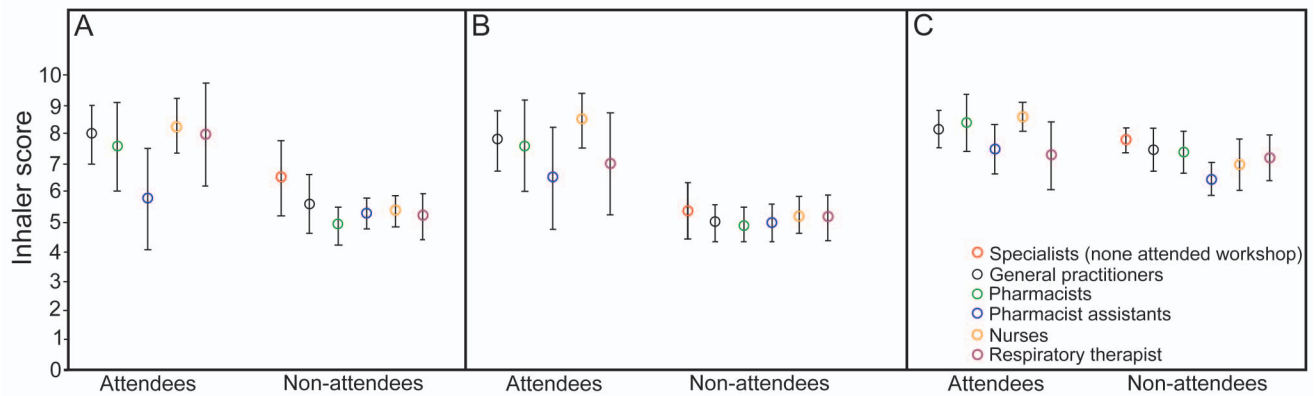 A
B
C
Inhaler score
10
9
8
7
6
5
4
3
2
1
0
Specialists (none attended workshop)
General practitioners
Pharmacists
Pharmacist assistants
Nurses
Respiratory therapist
Attendees
Non-attendees
Attendees
Non-attendees
Attendees
Non-attendees